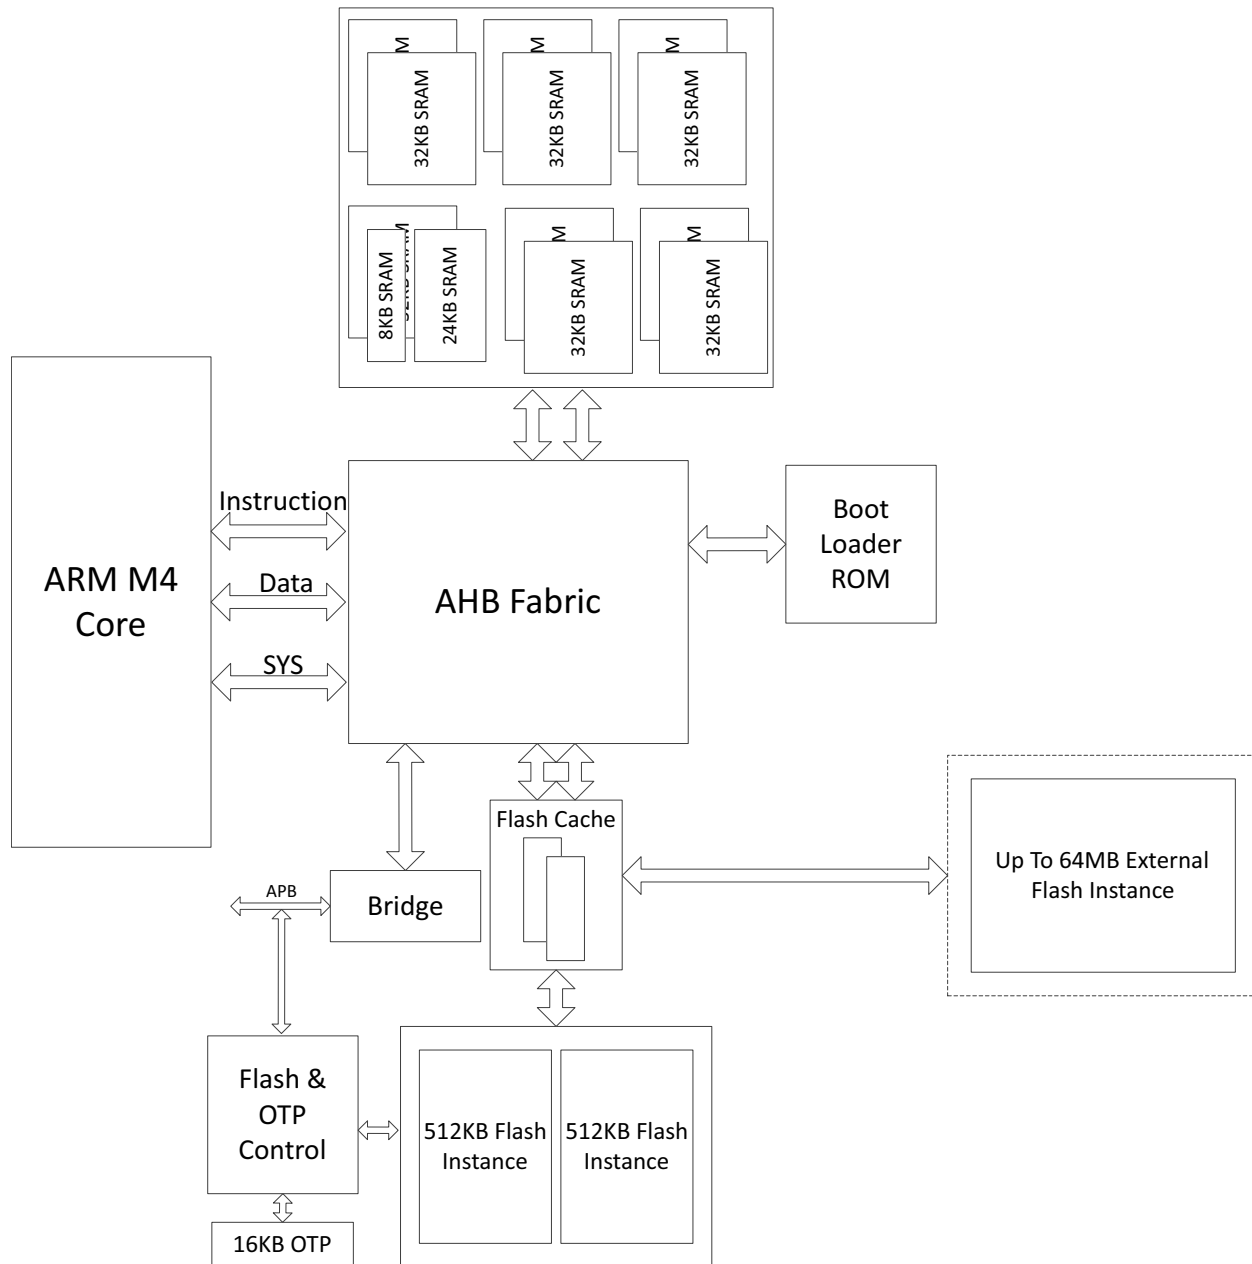 32KB SRAM
32KB SRAM
32KB SRAM
8KB SRAM
24KB SRAM
32KB SRAM
32KB SRAM
Instruction
Data
SYS
ARM M4
Core
AHB Fabric
Boot
Loader
ROM
Flash Cache
Up To 64MB External
Flash Instance
APB
Bridge
Flash &
OTP
Control
512KB Flash
Instance
512KB Flash
Instance
16KB OTP